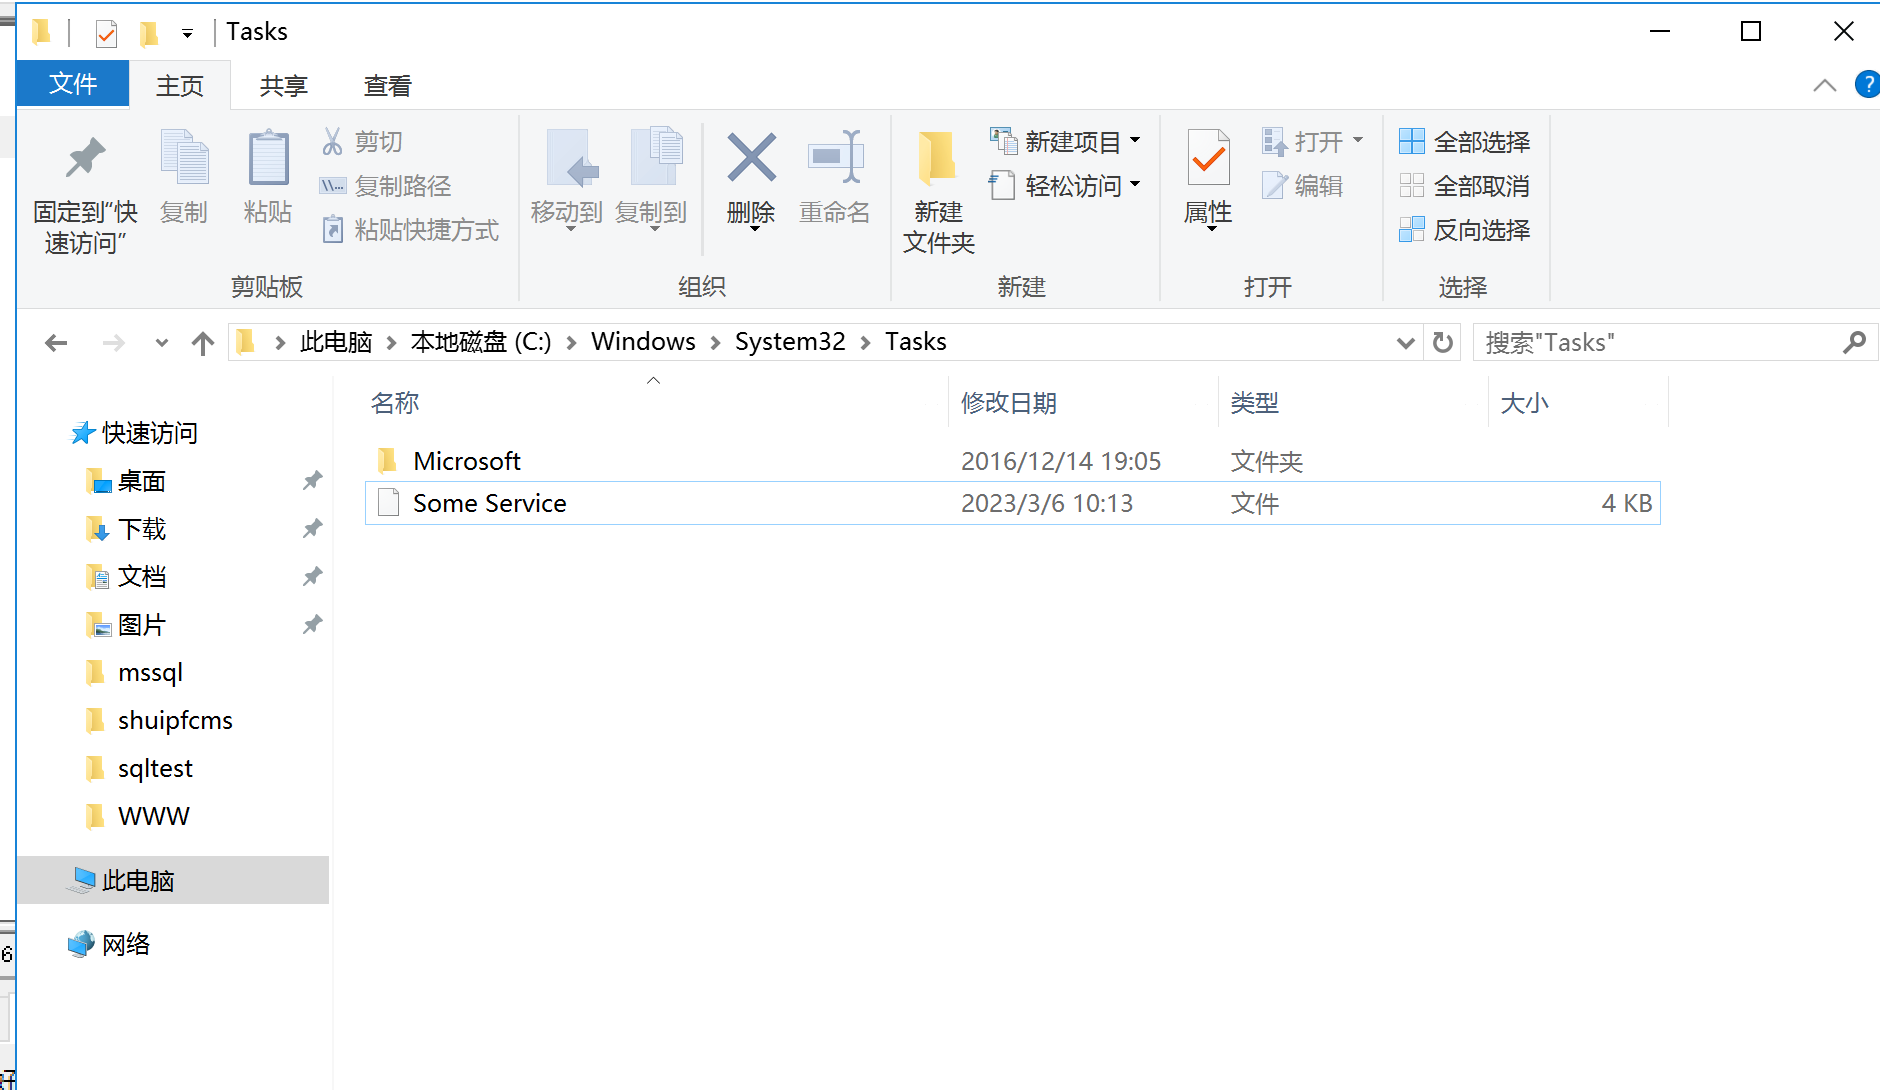 Tasks
文件
主页
共享
查看
固定到“快
速访问”
复制
粘贴
剪切
复制路径
粘贴快捷方式
剪贴板
移动到
复制到
删除
重命名
组织
新建
文件夹
新建项目
轻松访问
新建
属性
打开
编辑
打开
全部选择
全部取消
反向选择
选择
此电脑
本地磁盘 (C:)
Windows
System32
Tasks
搜索"Tasks"
名称
修改日期
类型
大小
快速访问
桌面
下载
文档
图片
mssql
shuipfcms
sqltest
WWW
此电脑
网络
Microsoft 2016/12/14 19:05 文件夹
Some Service 2023/3/6 10:13 文件 4 KB
6